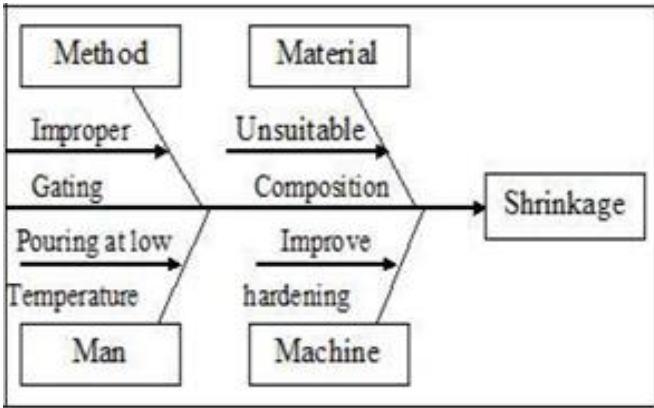 Method
Material
Improper
Gating
Unsuitable
Composition
Shrinkage
Pouring at low
Temperature
Improve
hardening
Man
Machine